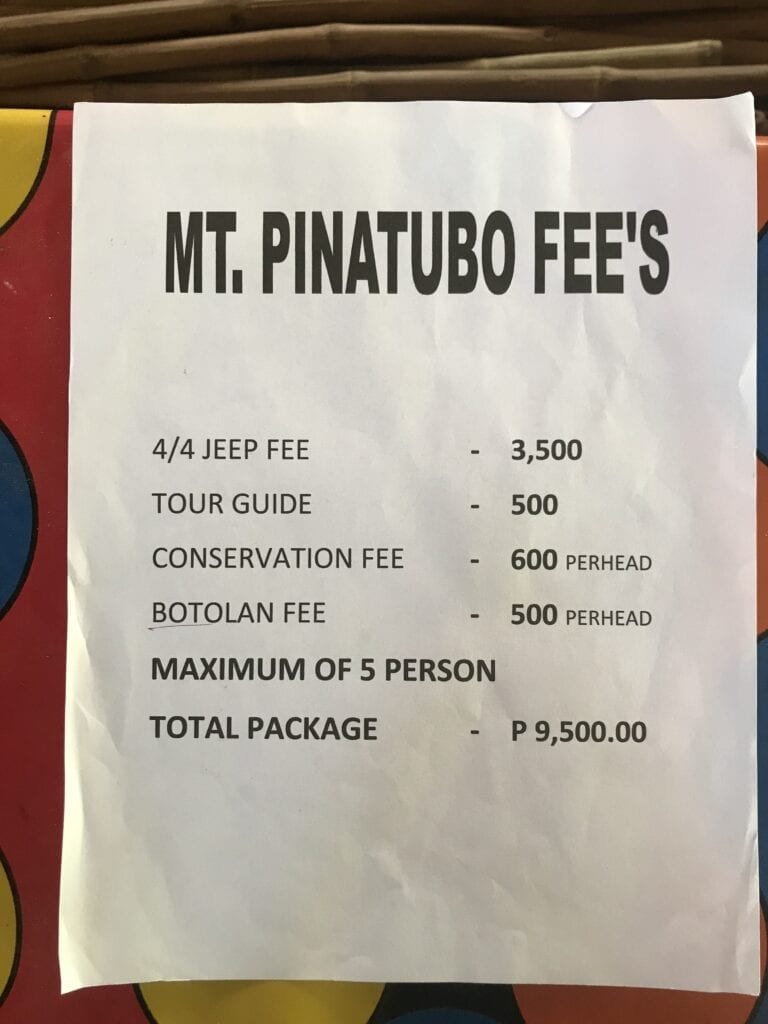 MT. PINATUBO FEE'S
4/4 JEEP FEE - 3,500
TOUR GUIDE - 500
CONSERVATION FEE - 600 PERHEAD
BOTOLAN FEE - 500 PERHEAD
MAXIMUM OF 5 PERSON
TOTAL PACKAGE - P 9,500.00